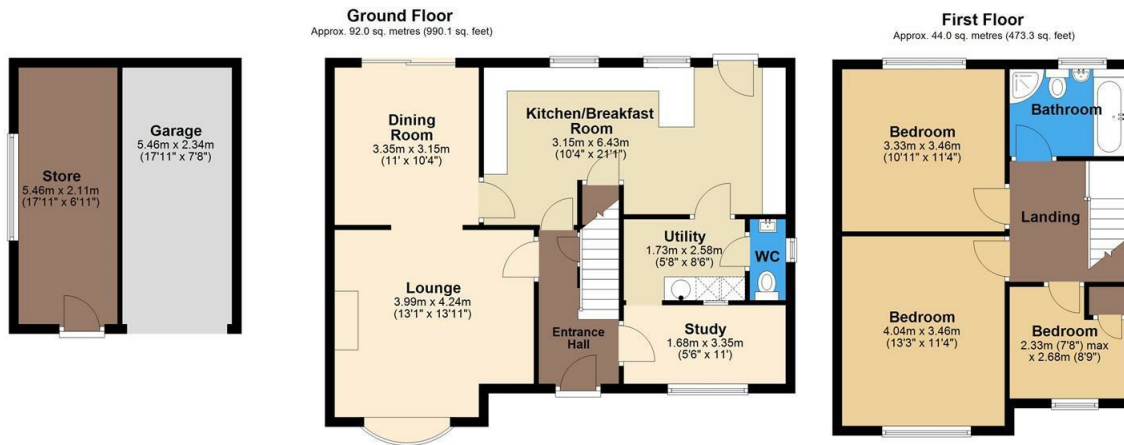 Ground Floor
Approx. 92.0 sq. metres (990.1 sq. feet)
First Floor
Approx. 44.0 sq. metres (473.3 sq. feet)
Store
5.46m x 2.11m
(17'11" x 6'11")
Garage
5.46m x 2.34m
(17'11" x 7'8")
Dining
Room
3.35m x 3.15m
(11' x 10'4")
Kitchen/Breakfast
Room
3.15m x 6.43m
(10'4" x 21'1")
Utility
1.73m x 2.58m
(5'8" x 8'6")
WC
Lounge
3.99m x 4.24m
(13'1" x 13'11")
Entrance
Hall
Study
1.68m x 3.35m
(5'6" x 11')
Bedroom
3.33m x 3.46m
(10'11" x 11'4")
Bathroom
Landing
Bedroom
4.04m x 3.46m
(13'3" x 11'4")
Bedroom
2.33m (7'8") max
x 2.68m (8'9")